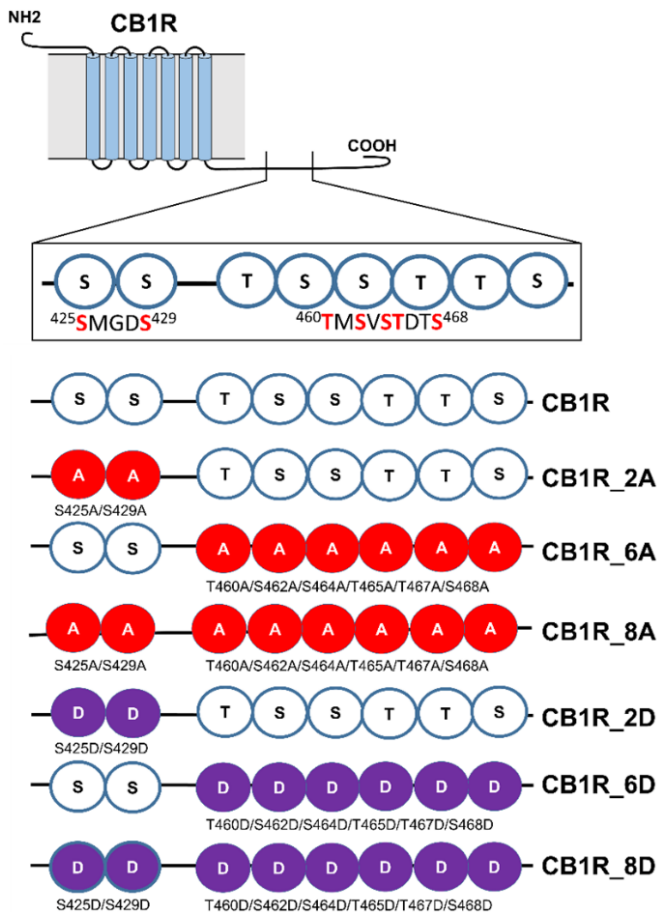 NH2
CB1R
COOH
S S T S S T T S
425SMGDS429 460TMSVSTDTS468
S S T S S T T S CB1R
A A T S S T T S CB1R_2A
S425A/S429A
S S A A A A A A CB1R_6A
T460A/S462A/S464A/T465A/T467A/S468A
A A A A A A A A CB1R_8A
S425A/S429A T460A/S462A/S464A/T465A/T467A/S468A
D D T S S T T S CB1R_2D
S425D/S429D
S S D D D D D D CB1R_6D
T460D/S462D/S464D/T465D/T467D/S468D
D D D D D D D D CB1R_8D
S425D/S429D T460D/S462D/S464D/T465D/T467D/S468D